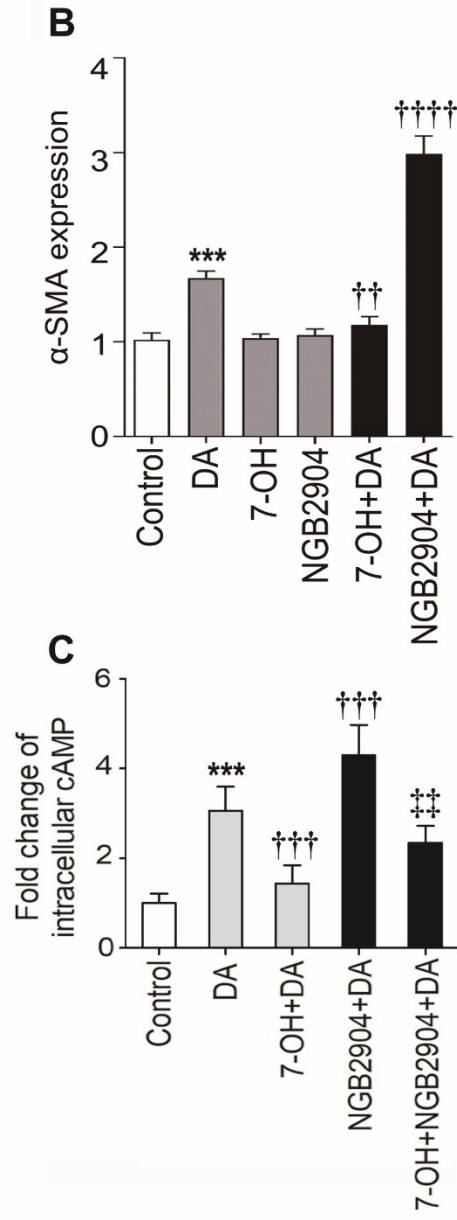 B
α-SMA expression
4
3
2
1
0
***
††
††††
Control
DA
7-OH
NGB2904
7-OH+DA
NGB2904+DA
C
Fold change of
intracellular cAMP
6
4
2
0
***
†††
†††
‡‡
Control
DA
7-OH+DA
NGB2904+DA
7-OH+NGB2904+DA